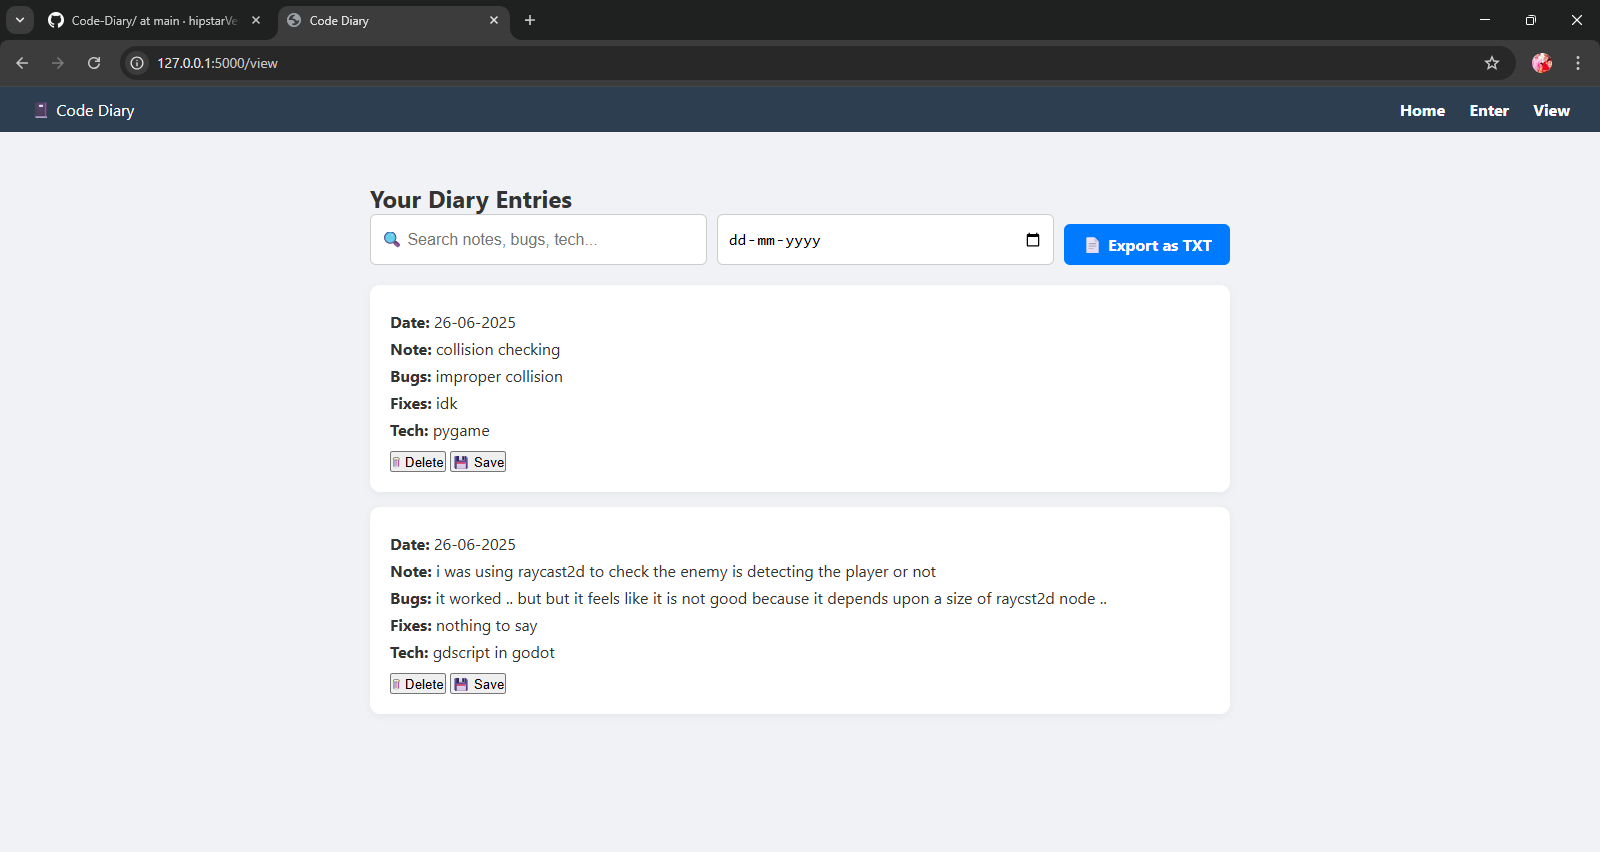 Code-Diary/ at main · hipstarVe
Code Diary
127.0.0.1:5000/view
Code Diary
Home Enter View
Your Diary Entries
Search notes, bugs, tech...
dd-mm-yyyy
Export as TXT
Date: 26-06-2025
Note: collision checking
Bugs: improper collision
Fixes: idk
Tech: pygame
Delete Save
Date: 26-06-2025
Note: i was using raycast2d to check the enemy is detecting the player or not
Bugs: it worked .. but but it feels like it is not good because it depends upon a size of raycst2d node ..
Fixes: nothing to say
Tech: gdscript in godot
Delete Save